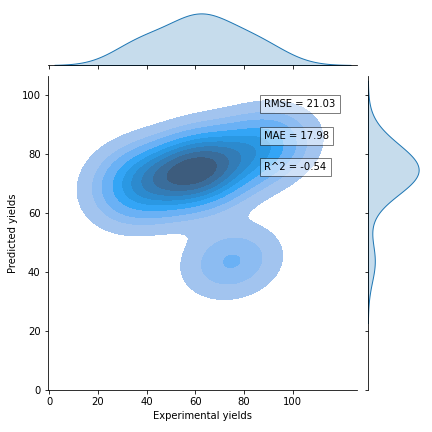 100
80
60
40
20
0
Predicted yields
RMSE = 21.03
MAE = 17.98
R^2 = -0.54
0
20
40
60
80
100
Experimental yields